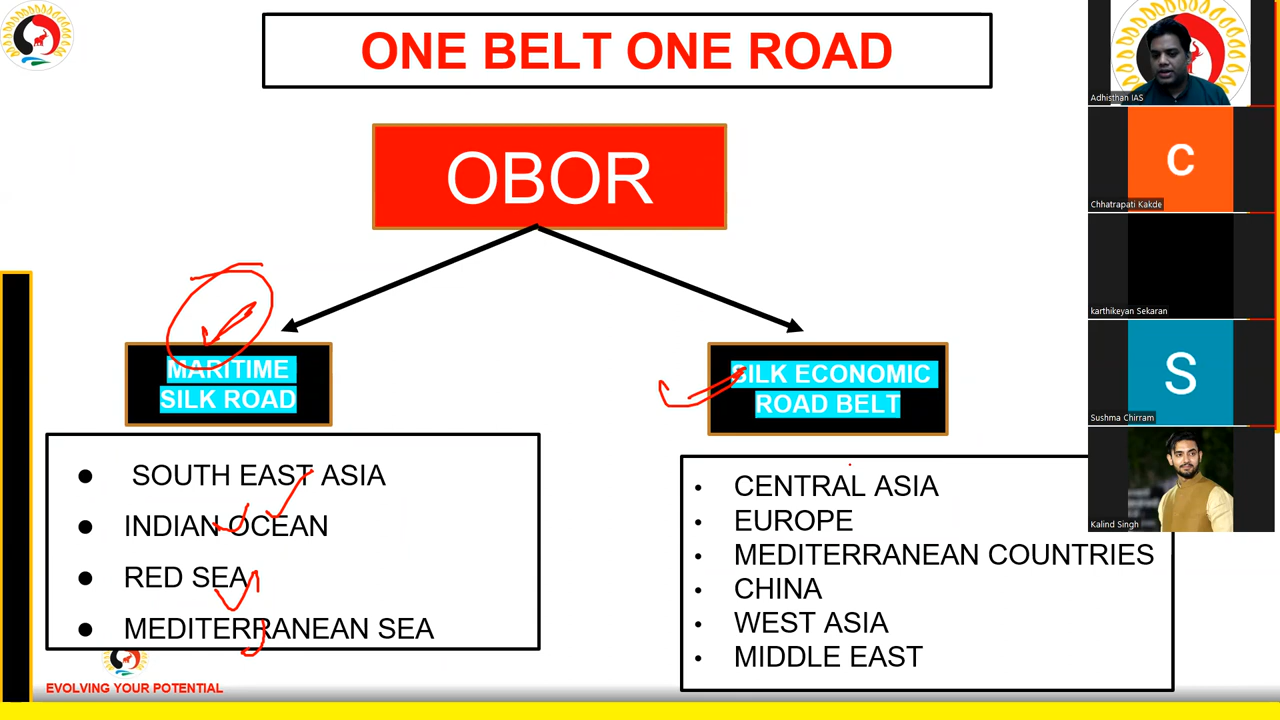 ONE BELT ONE ROAD
OBOR
MARITIME
SILK ROAD
SILK ECONOMIC
ROAD BELT
● SOUTH EAST ASIA
● INDIAN OCEAN
● RED SEA
● MEDITERRANEAN SEA
• CENTRAL ASIA
• EUROPE
• MEDITERRANEAN COUNTRIES
• CHINA
• WEST ASIA
• MIDDLE EAST
EVOLVING YOUR POTENTIAL
Adhisthan IAS
C
Chhatrapati Kakde
karthikeyan Sekaran
S
Sushma Chirram
Kalind Singh